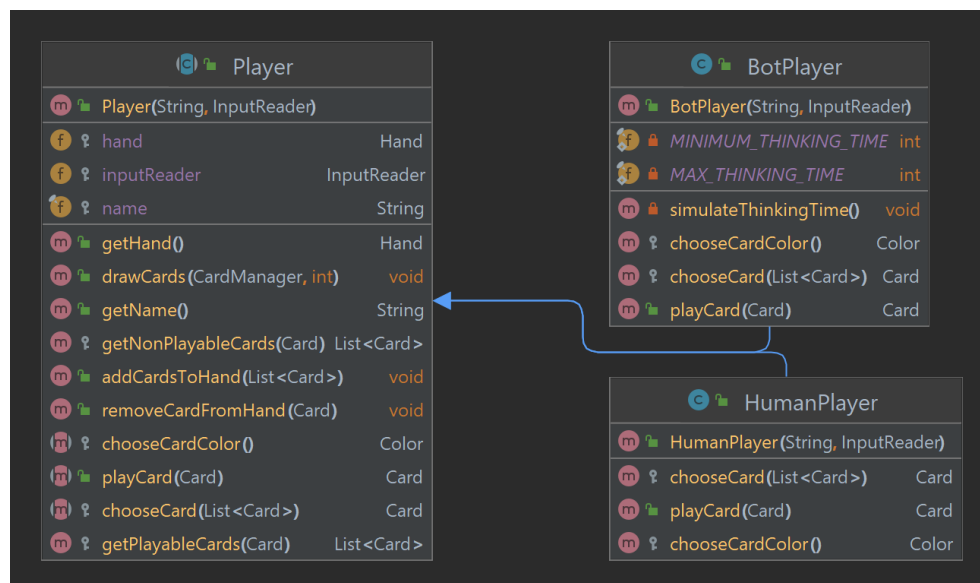 Player
Player(String, InputReader)
hand Hand
inputReader InputReader
name String
getHand() Hand
drawCards(CardManager, int) void
getName() String
getNonPlayableCards(Card) List<Card>
addCardsToHand(List<Card>) void
removeCardFromHand(Card) void
chooseCardColor() Color
playCard(Card) Card
chooseCard(List<Card>) Card
getPlayableCards(Card) List<Card>
BotPlayer
BotPlayer(String, InputReader)
MINIMUM_THINKING_TIME int
MAX_THINKING_TIME int
simulateThinkingTime() void
chooseCardColor() Color
chooseCard(List<Card>) Card
playCard(Card) Card
HumanPlayer
HumanPlayer(String, InputReader)
chooseCard(List<Card>) Card
playCard(Card) Card
chooseCardColor() Color